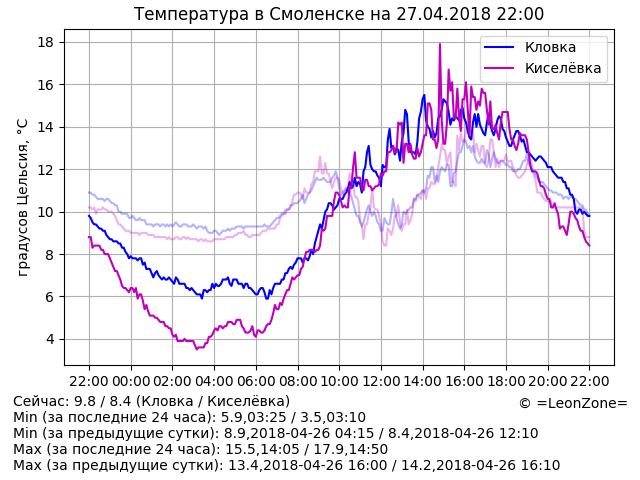 Температура в Смоленске на 27.04.2018 22:00
Кловка
Киселёвка
градусов Цельсия, °C
18
16
14
12
10
8
6
4
22:00 00:00 02:00 04:00 06:00 08:00 10:00 12:00 14:00 16:00 18:00 20:00 22:00
Сейчас: 9.8 / 8.4 (Кловка / Киселёвка)
© =LeonZone=
Min (за последние 24 часа): 5.9,03:25 / 3.5,03:10
Min (за предыдущие сутки): 8.9,2018-04-26 04:15 / 8.4,2018-04-26 12:10
Max (за последние 24 часа): 15.5,14:05 / 17.9,14:50
Max (за предыдущие сутки): 13.4,2018-04-26 16:00 / 14.2,2018-04-26 16:10